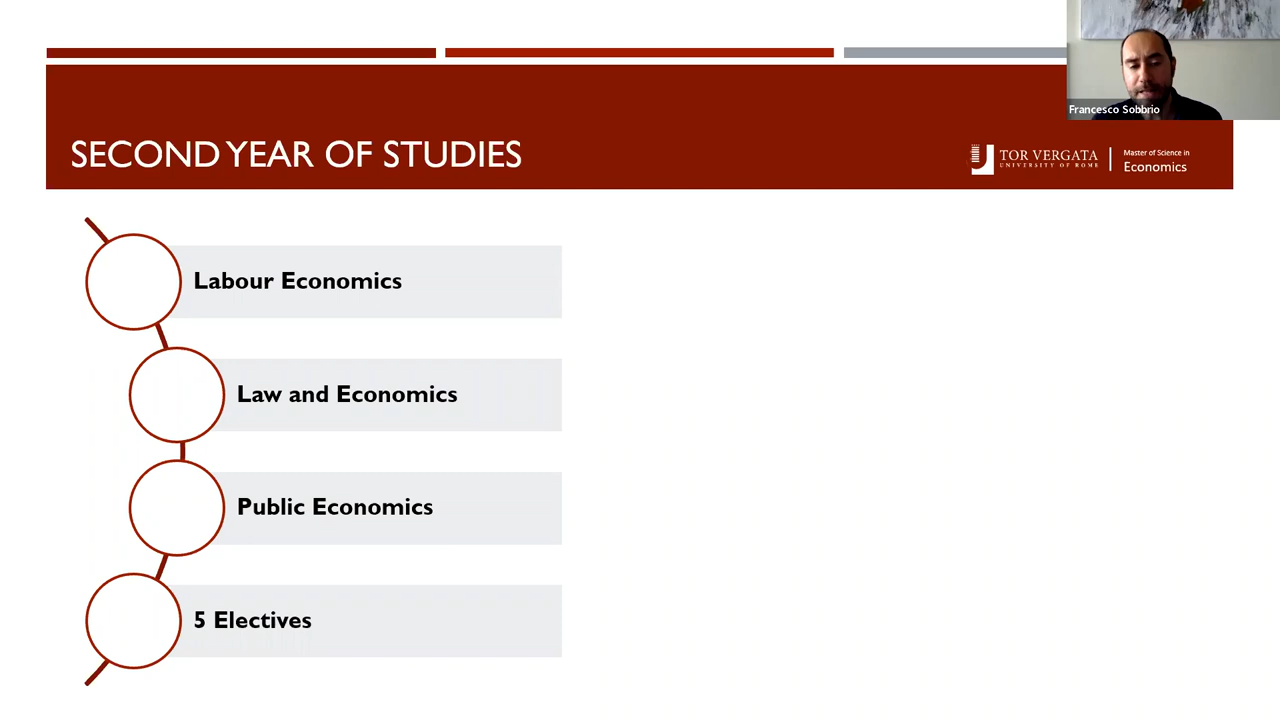 Francesco Sobbrio
SECOND YEAR OF STUDIES
TOR VERGATA
UNIVERSITY OF ROME
Master of Science in
Economics
Labour Economics
Law and Economics
Public Economics
5 Electives